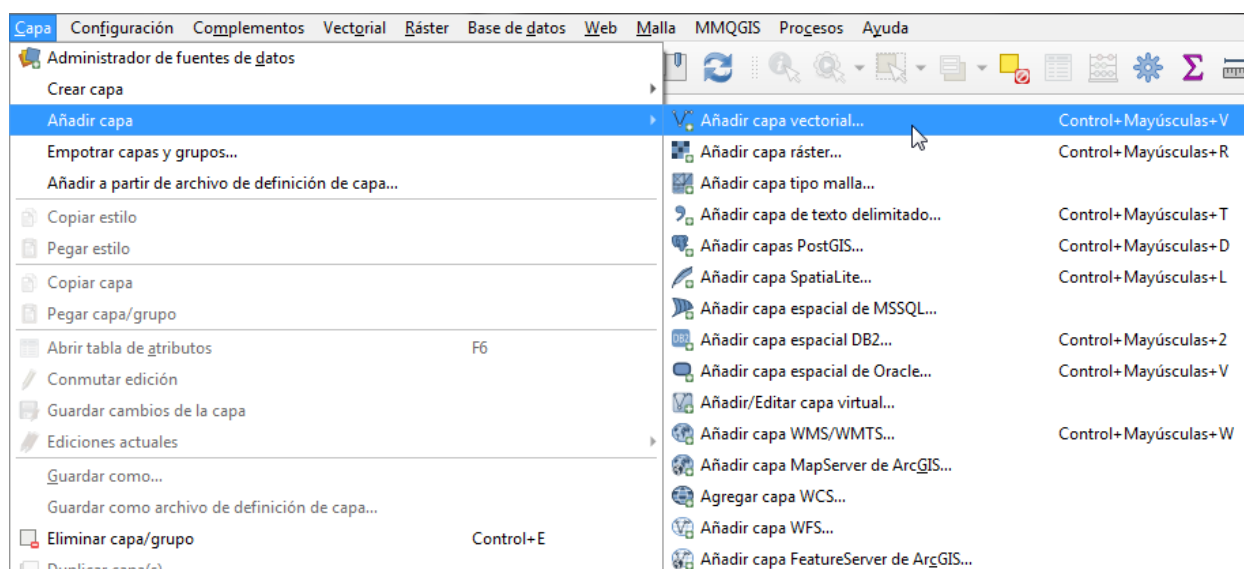 Capa Configuración Complementos Vectorial Ráster Base de datos Web Malla MMQGIS Procesos Ayuda
Administrador de fuentes de datos
Crear capa
Añadir capa
Empotrar capas y grupos...
Añadir a partir de archivo de definición de capa...
Copiar estilo
Pegar estilo
Copiar capa
Pegar capa/grupo
Abrir tabla de atributos F6
Conmutar edición
Guardar cambios de la capa
Ediciones actuales
Guardar como...
Guardar como archivo de definición de capa...
Eliminar capa/grupo Control+E
Duplicar capa(s)
Añadir capa vectorial... Control+Mayúsculas+V
Añadir capa ráster... Control+Mayúsculas+R
Añadir capa tipo malla...
Añadir capa de texto delimitado... Control+Mayúsculas+T
Añadir capas PostGIS... Control+Mayúsculas+D
Añadir capa SpatiaLite... Control+Mayúsculas+L
Añadir capa espacial de MSSQL...
DB2 Añadir capa espacial DB2... Control+Mayúsculas+2
Añadir capa espacial de Oracle... Control+Mayúsculas+V
Añadir/Editar capa virtual...
Añadir capa WMS/WMTS... Control+Mayúsculas+W
Añadir capa MapServer de ArcGIS...
Agregar capa WCS...
Añadir capa WFS...
Añadir capa FeatureServer de ArcGIS...